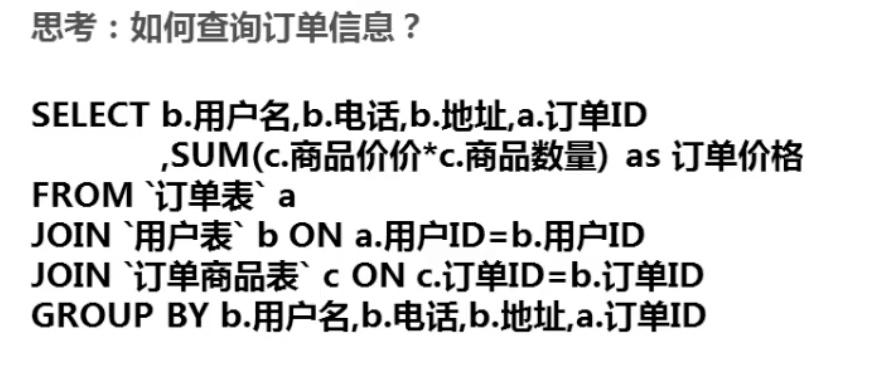 思考：如何查询订单信息？
SELECT b.用户名,b.电话,b.地址,a.订单ID
,SUM(c.商品价价*c.商品数量) as 订单价格
FROM `订单表` a
JOIN `用户表` b ON a.用户ID=b.用户ID
JOIN `订单商品表` c ON c.订单ID=b.订单ID
GROUP BY b.用户名,b.电话,b.地址,a.订单ID